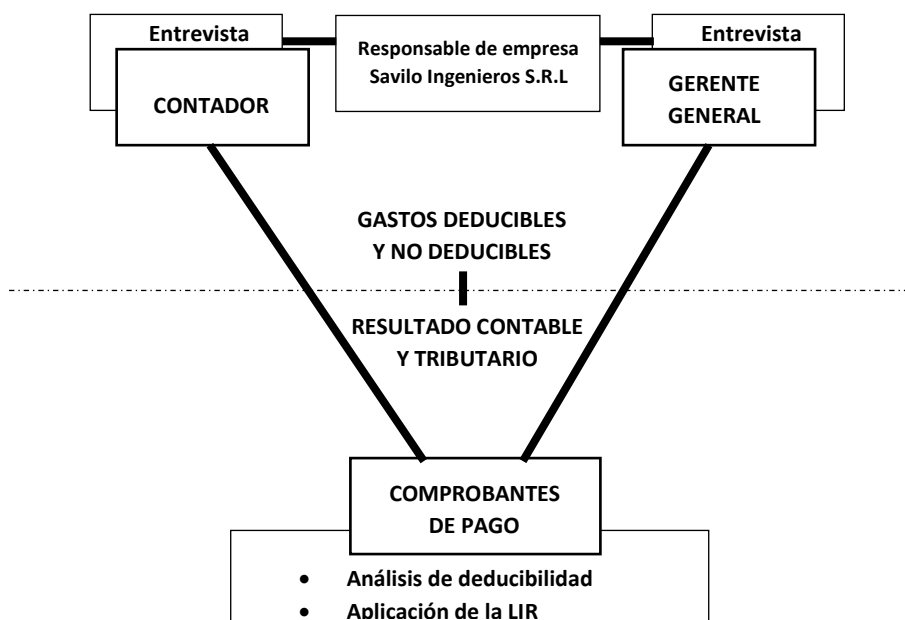 Entrevista
Responsable de empresa
Savilo Ingenieros S.R.L
Entrevista
CONTADOR
GERENTE
GENERAL
GASTOS DEDUCIBLES
Y NO DEDUCIBLES
RESULTADO CONTABLE
Y TRIBUTARIO
COMPROBANTES
DE PAGO
• Análisis de deducibilidad
• Aplicación de la LIR